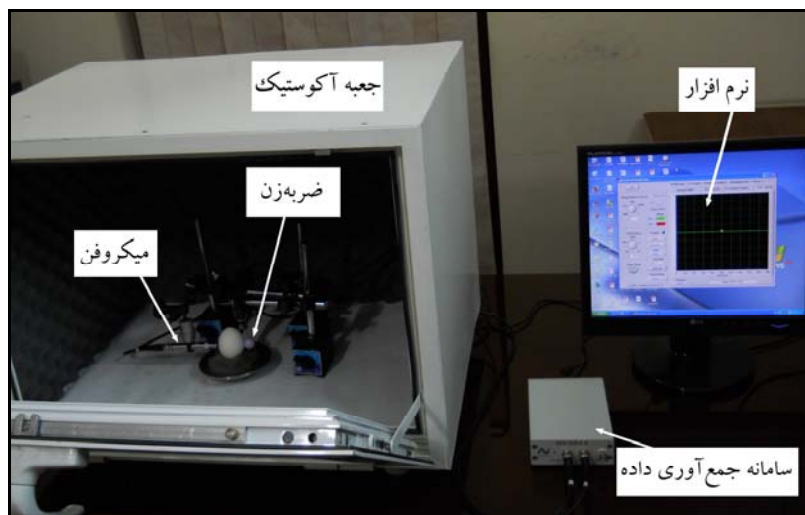 جعبه آکوستیک
نرم افزار
ضربه‌زن
میکروفن
سامانه جمع‌آوری داده